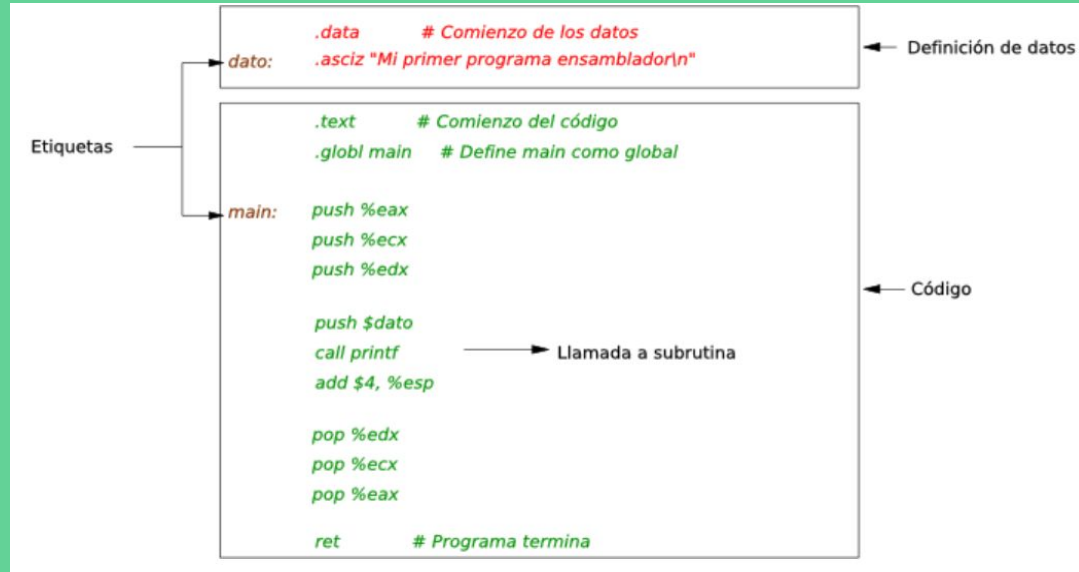 .data # Comienzo de los datos
dato: .asciz "Mi primer programa ensamblador\n"
Definición de datos
.text # Comienzo del código
Etiquetas
.globl main # Define main como global
main: push %eax
push %ecx
push %edx
Código
push $dato
call printf Llamada a subrutina
add $4, %esp
pop %edx
pop %ecx
pop %eax
ret # Programa termina